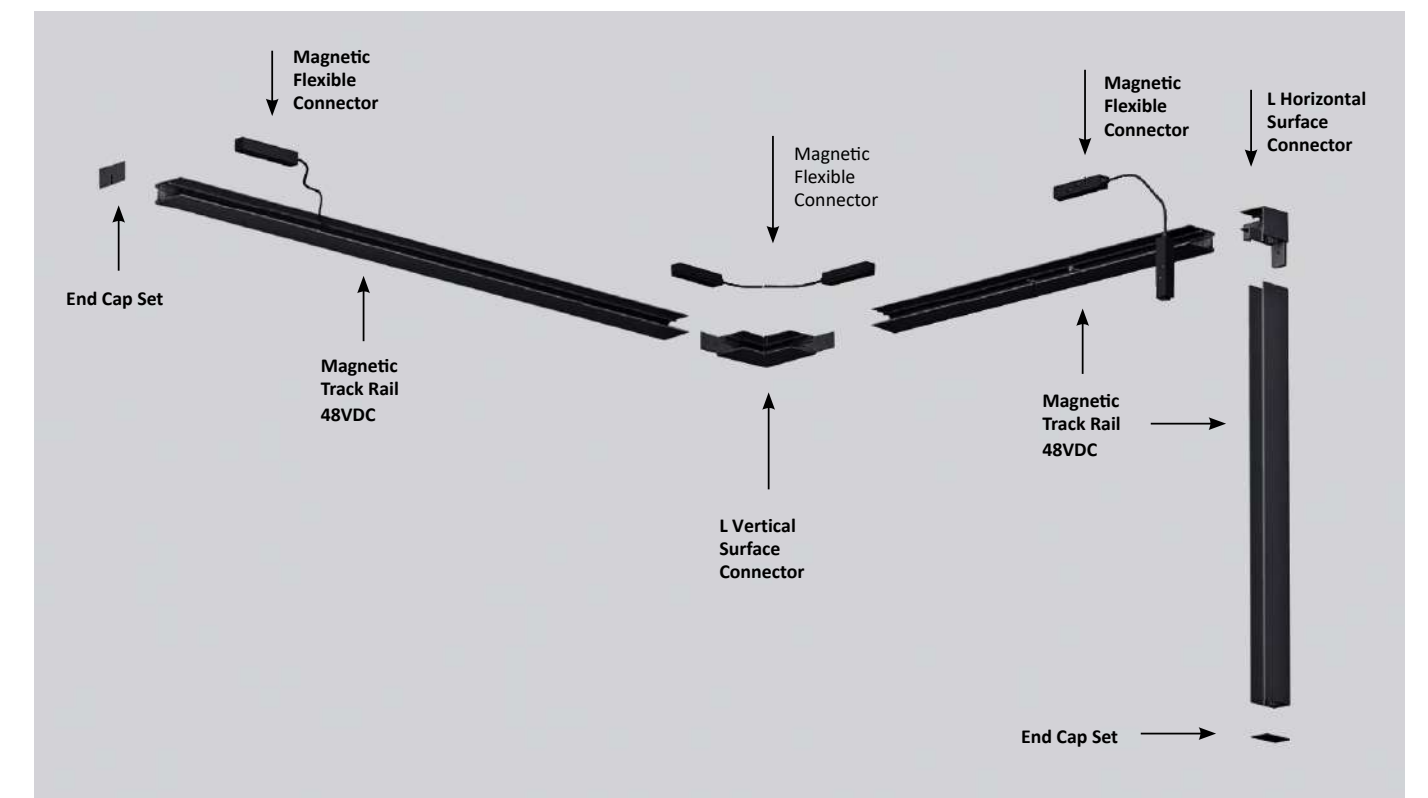 Magnetic
Flexible
Connector
Magnetic
Flexible
Connector
L Horizontal
Surface
Connector
Magnetic
Flexible
Connector
End Cap Set
Magnetic
Track Rail
48VDC
Magnetic
Track Rail
48VDC
L Vertical
Surface
Connector
End Cap Set